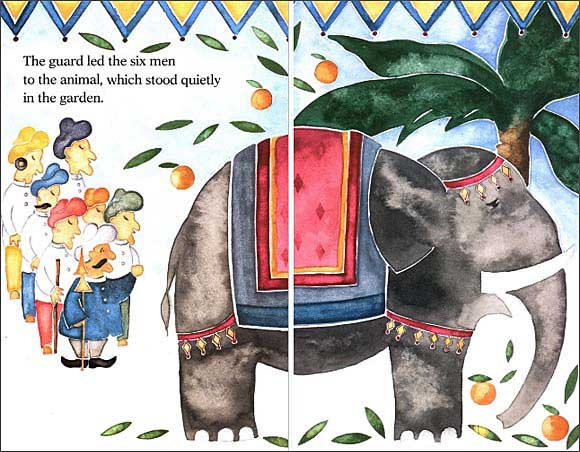 The guard led the six men
to the animal, which stood quietly
in the garden.